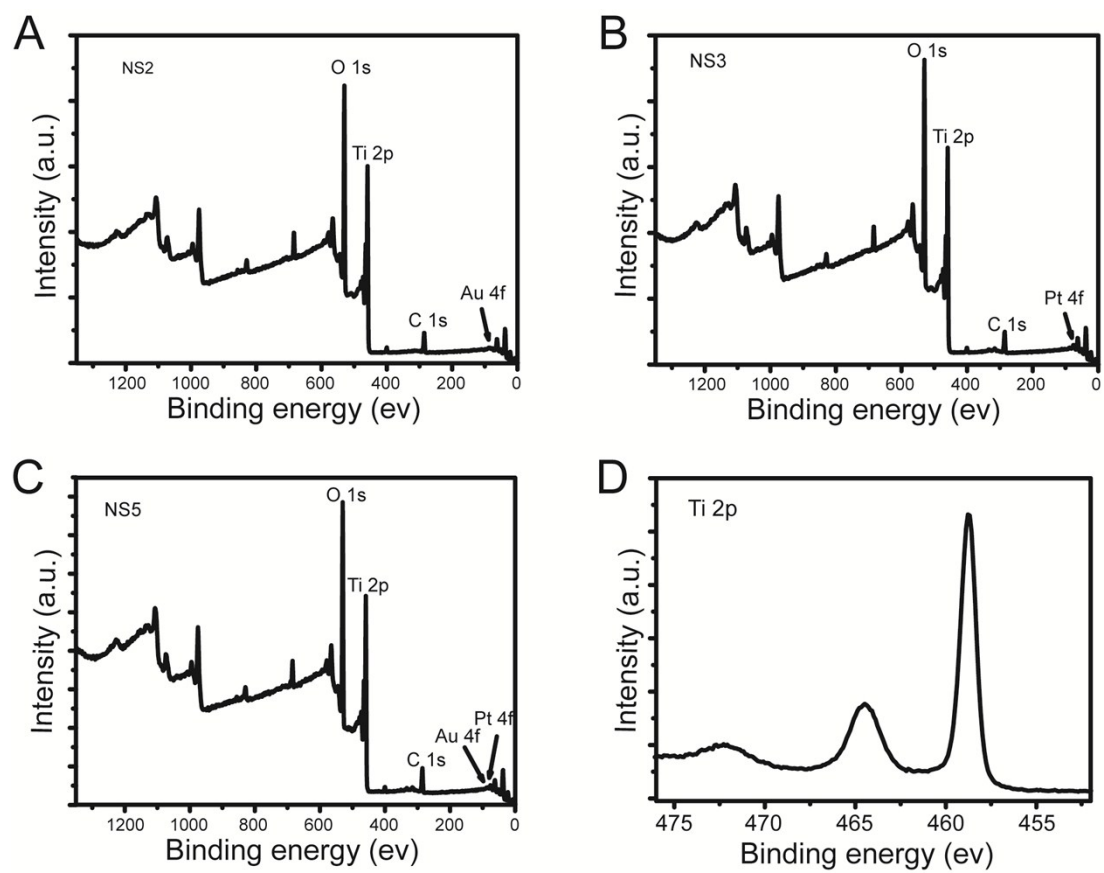 A
NS2
O 1s
Ti 2p
Au 4f
C 1s
Intensity (a.u.)
1200 1000 800 600 400 200 0
Binding energy (ev)
B
NS3
O 1s
Ti 2p
Pt 4f
C 1s
Intensity (a.u.)
1200 1000 800 600 400 200 0
Binding energy (ev)
C
NS5
O 1s
Ti 2p
Pt 4f
Au 4f
C 1s
Intensity (a.u.)
1200 1000 800 600 400 200 0
Binding energy (ev)
D
Ti 2p
Intensity (a.u.)
475 470 465 460 455
Binding energy (ev)